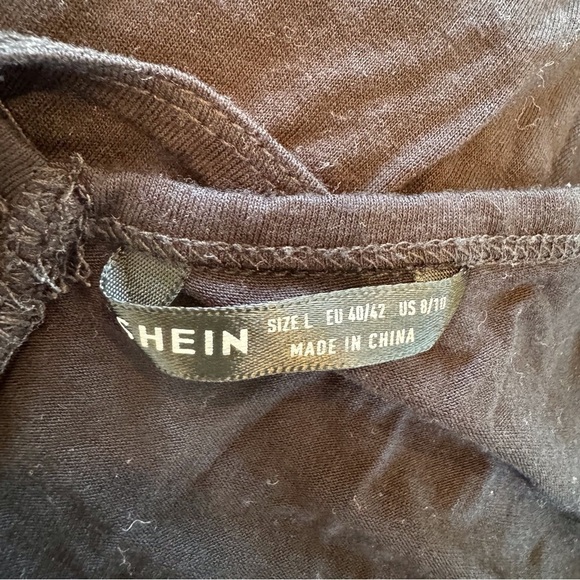 SHEIN
SIZE L EU 40/42 US 8/10
MADE IN CHINA